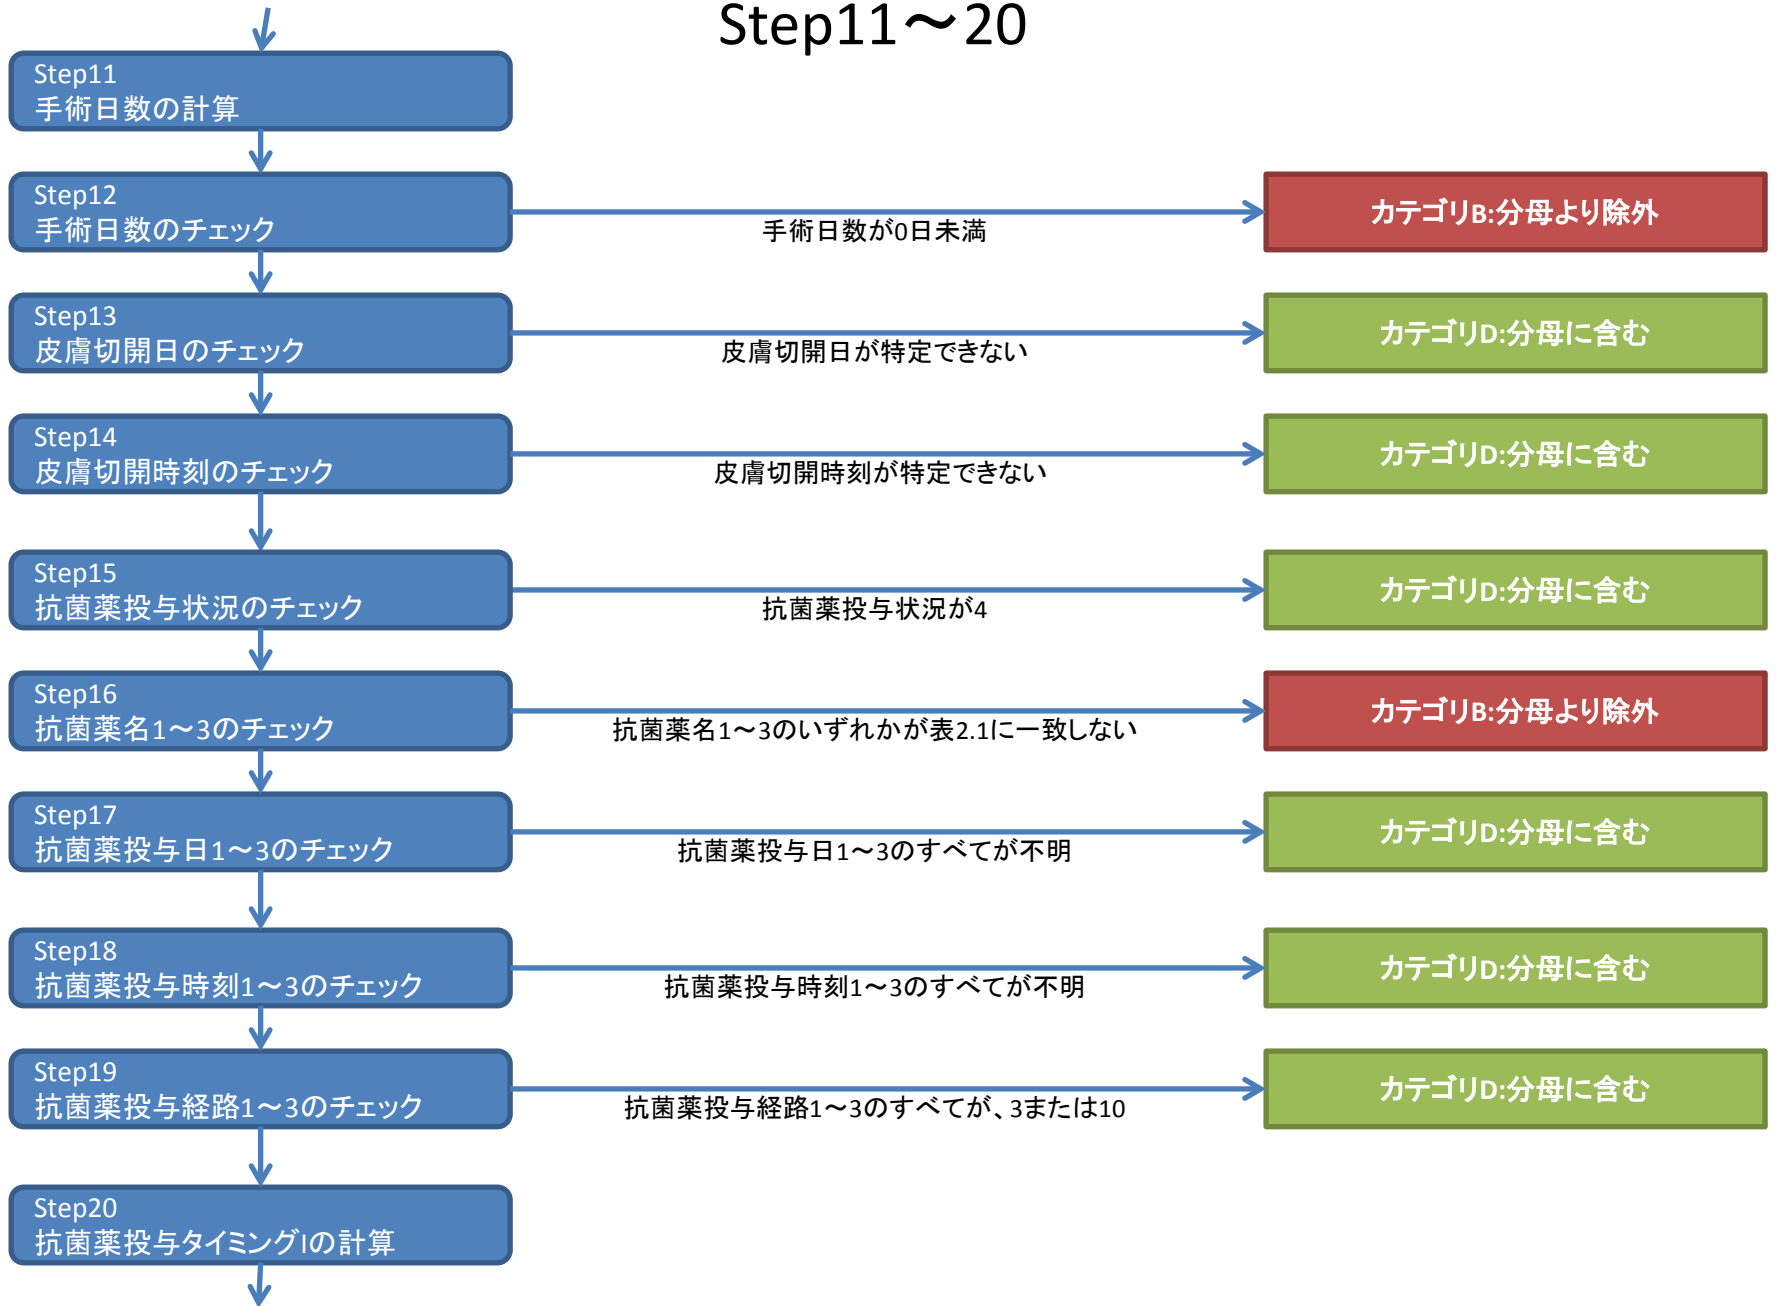 Step11～20
Step11
手術日数の計算
Step12
手術日数のチェック
手術日数が0日未満
カテゴリB:分母より除外
Step13
皮膚切開日のチェック
皮膚切開日が特定できない
カテゴリD:分母に含む
Step14
皮膚切開時刻のチェック
皮膚切開時刻が特定できない
カテゴリD:分母に含む
Step15
抗菌薬投与状況のチェック
抗菌薬投与状況が4
カテゴリD:分母に含む
Step16
抗菌薬名1～3のチェック
抗菌薬名1～3のいずれかが表2.1に一致しない
カテゴリB:分母より除外
Step17
抗菌薬投与日1～3のチェック
抗菌薬投与日1～3のすべてが不明
カテゴリD:分母に含む
Step18
抗菌薬投与時刻1～3のチェック
抗菌薬投与時刻1～3のすべてが不明
カテゴリD:分母に含む
Step19
抗菌薬投与経路1～3のチェック
抗菌薬投与経路1～3のすべてが、3または10
カテゴリD:分母に含む
Step20
抗菌薬投与タイミングIの計算